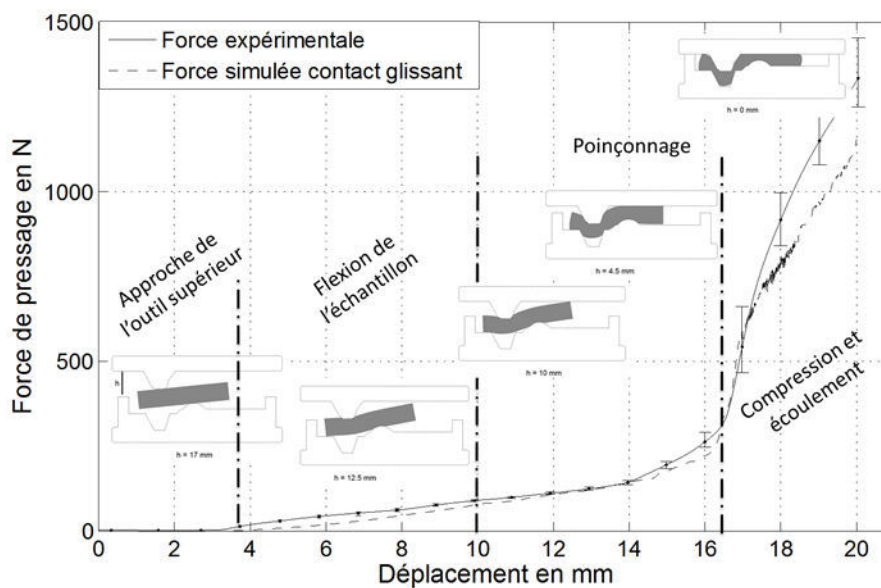 1500
1000
500
0
Force de pressage en N
Force expérimentale
Force simulée contact glissant
h = 0 mm
Poinçonnage
h = 4.5 mm
Approche de
l'outil supérieur
Flexion de
l'échantillon
h = 10 mm
h
h = 17 mm
h = 12.5 mm
Compression et
écoulement
0 2 4 6 8 10 12 14 16 18 20
Déplacement en mm